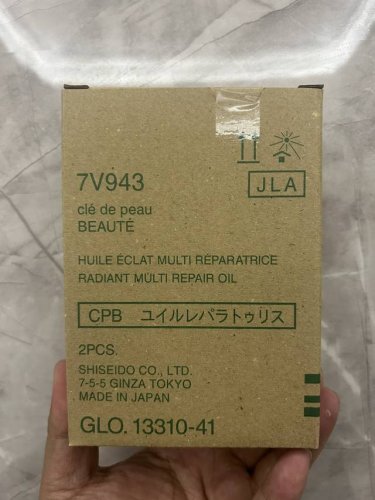 7V943
JLA
clé de peau
BEAUTÉ
HUILE ÉCLAT MULTI RÉPARATRICE
RADIANT MULTI REPAIR OIL
CPB ユイルレパラトゥリス
2PCS.
SHISEIDO CO., LTD.
7-5-5 GINZA TOKYO
MADE IN JAPAN
GLO. 13310-41